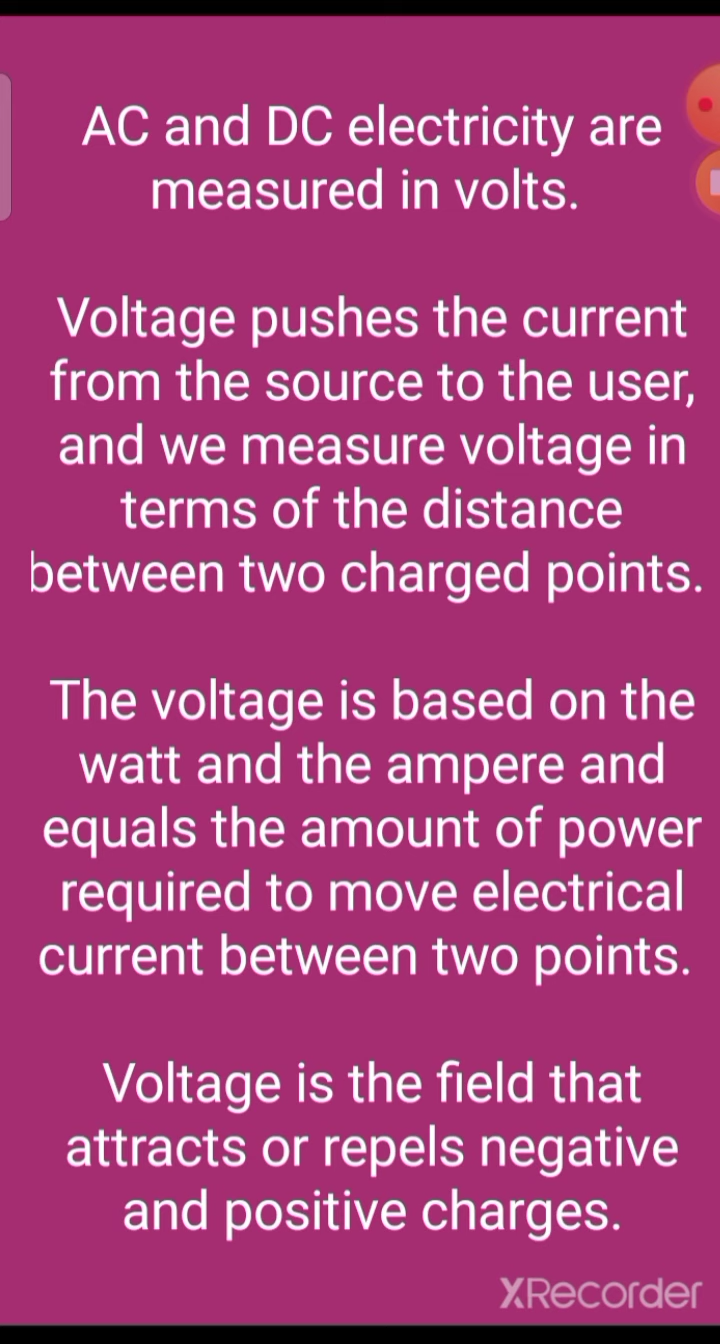 AC and DC electricity are
measured in volts.
Voltage pushes the current
from the source to the user,
and we measure voltage in
terms of the distance
between two charged points.
The voltage is based on the
watt and the ampere and
equals the amount of power
required to move electrical
current between two points.
Voltage is the field that
attracts or repels negative
and positive charges.
XRecorder